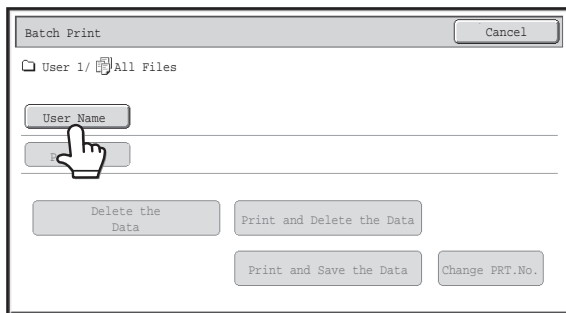 Batch Print
Cancel
User 1/ All Files
User Name
Delete the
Data
Print and Delete the Data
Print and Save the Data
Change PRT.No.